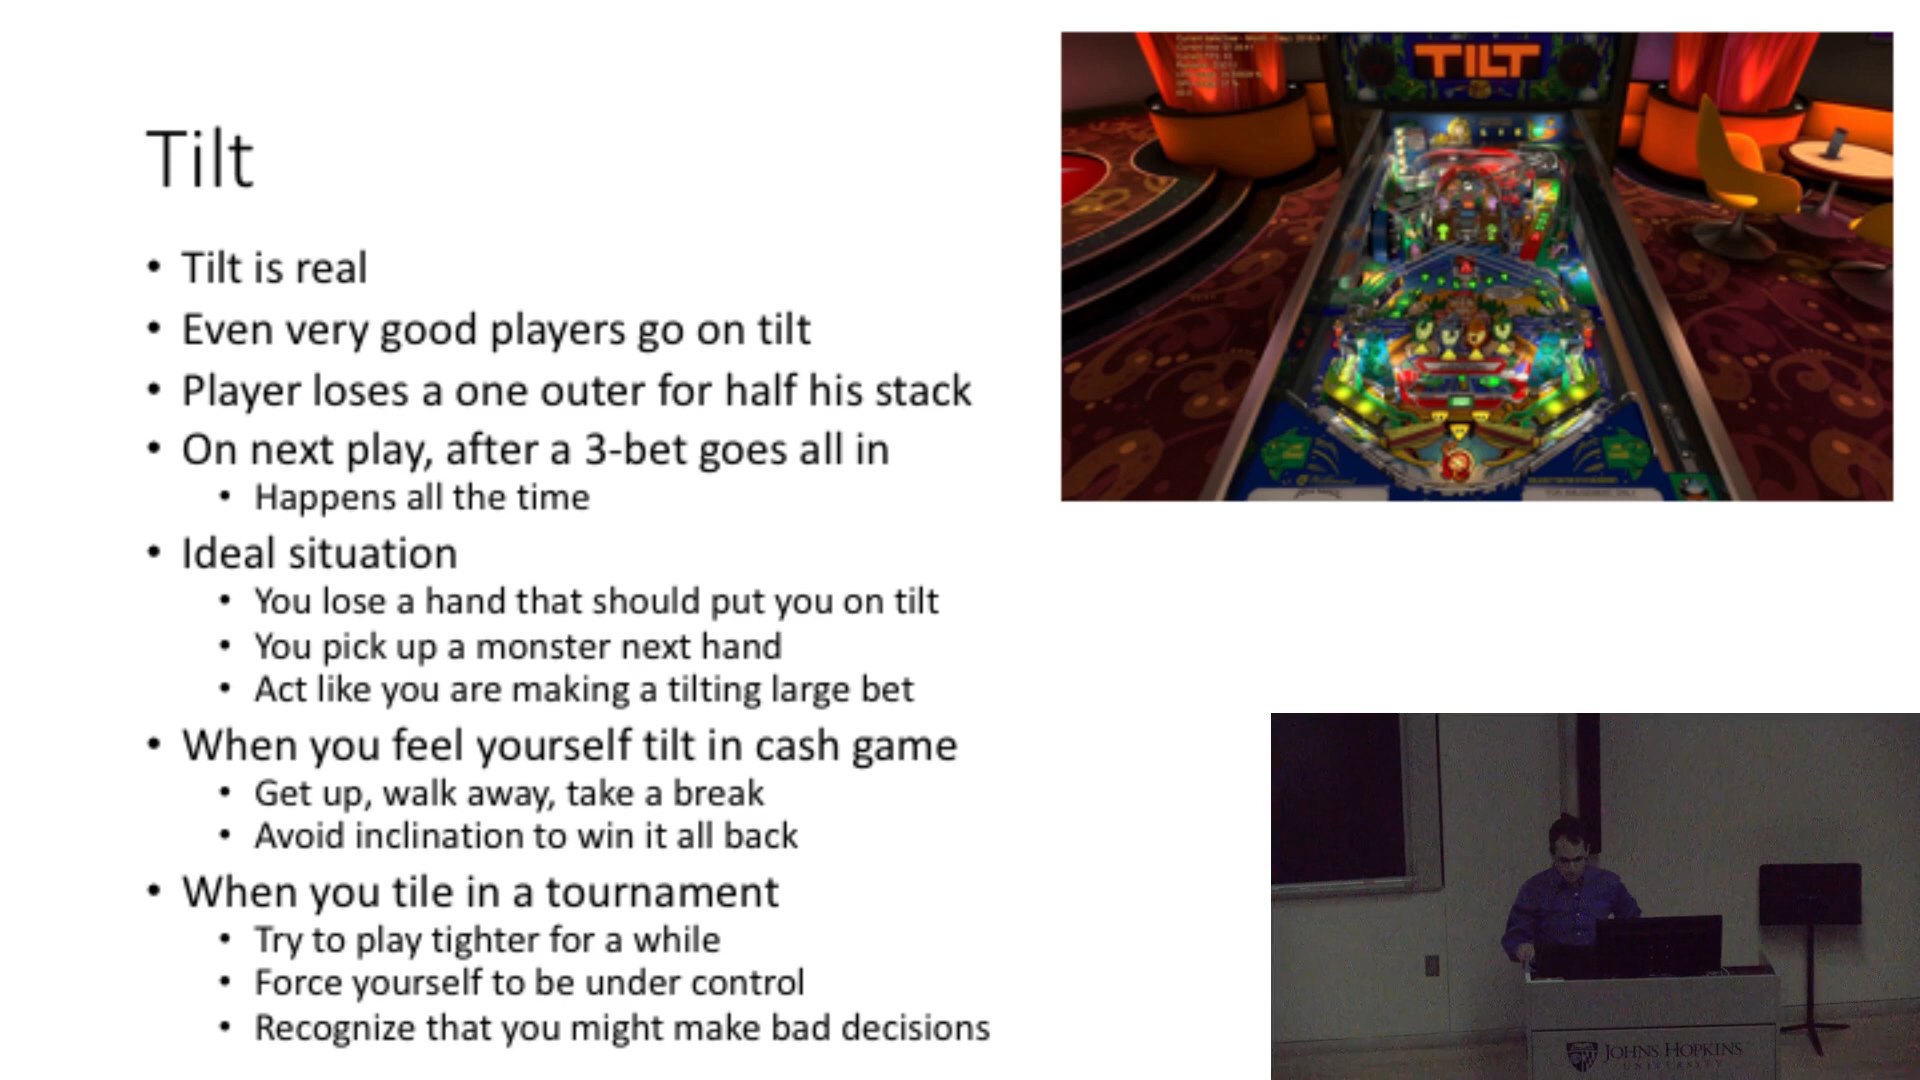 Tilt
• Tilt is real
• Even very good players go on tilt
• Player loses a one outer for half his stack
• On next play, after a 3-bet goes all in
• Happens all the time
• Ideal situation
• You lose a hand that should put you on tilt
• You pick up a monster next hand
• Act like you are making a tilting large bet
• When you feel yourself tilt in cash game
• Get up, walk away, take a break
• Avoid inclination to win it all back
• When you tile in a tournament
• Try to play tighter for a while
• Force yourself to be under control
• Recognize that you might make bad decisions
TILT
JOHNS HOPKINS
UNIVERSITY